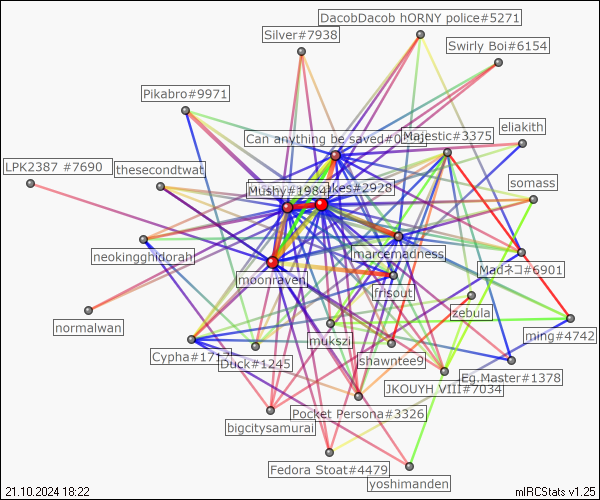 DacobDacob hORNY police#5271
Silver#7938
Swirly Boi#6154
Pikabro#9971
eliakith
Can anything be saved#0
Majestic#3375
LPK2387 #7690
thesecondtwat
Mushy#1984
kes#2928
somass
neokingghidorah
marcemadness
Madネコ#6901
moonraven
frisout
zebula
normalwan
mukszi
ming#4742
Cypha#17
Duck#1245
shawntee9
Eg.Master#1378
JKOUYH VIII#7034
Pocket Persona#3326
bigcitysamurai
Fedora Stoat#4479
yoshimanden
21.10.2024 18:22
mIRCStats v1.25